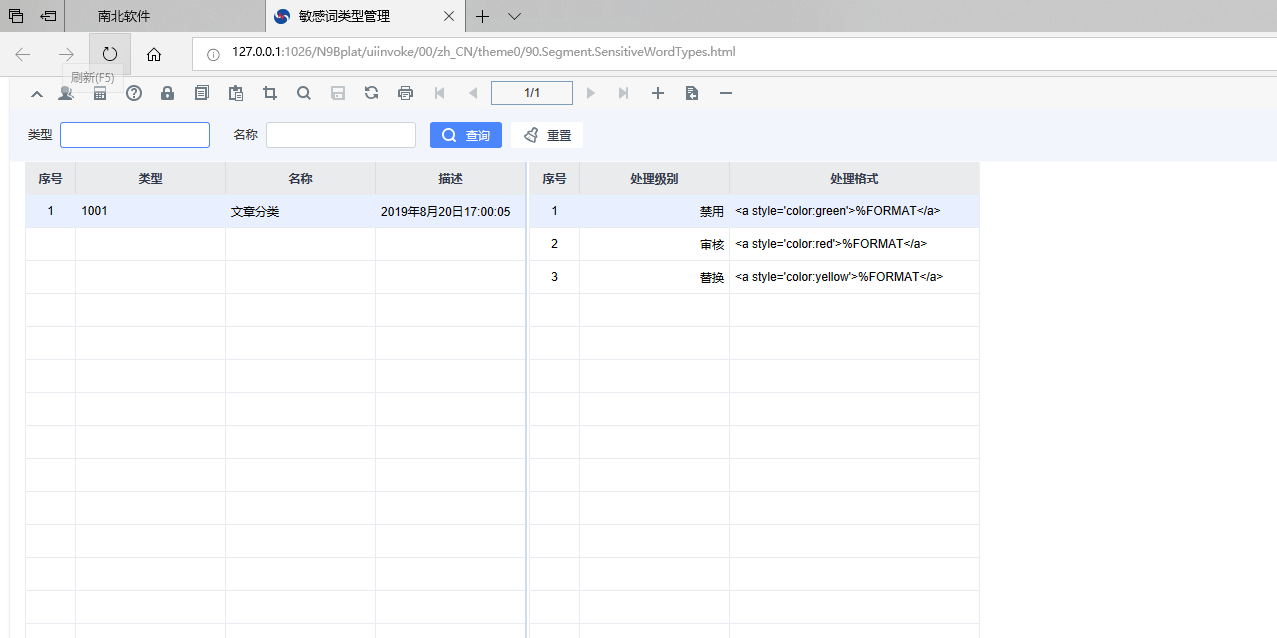 南北软件
敏感词类型管理
127.0.0.1:1026/N9Bplat/uiinvoke/00/zh_CN/theme0/90.Segment.SensitiveWordTypes.html
刷新(F5)
1/1
类型 名称 查询 重置
序号 类型 名称 描述 序号 处理级别 处理格式
1 1001 文章分类 2019年8月20日17:00:05 1 禁用 <a style='color:green'>%FORMAT</a>
2 审核 <a style='color:red'>%FORMAT</a>
3 替换 <a style='color:yellow'>%FORMAT</a>